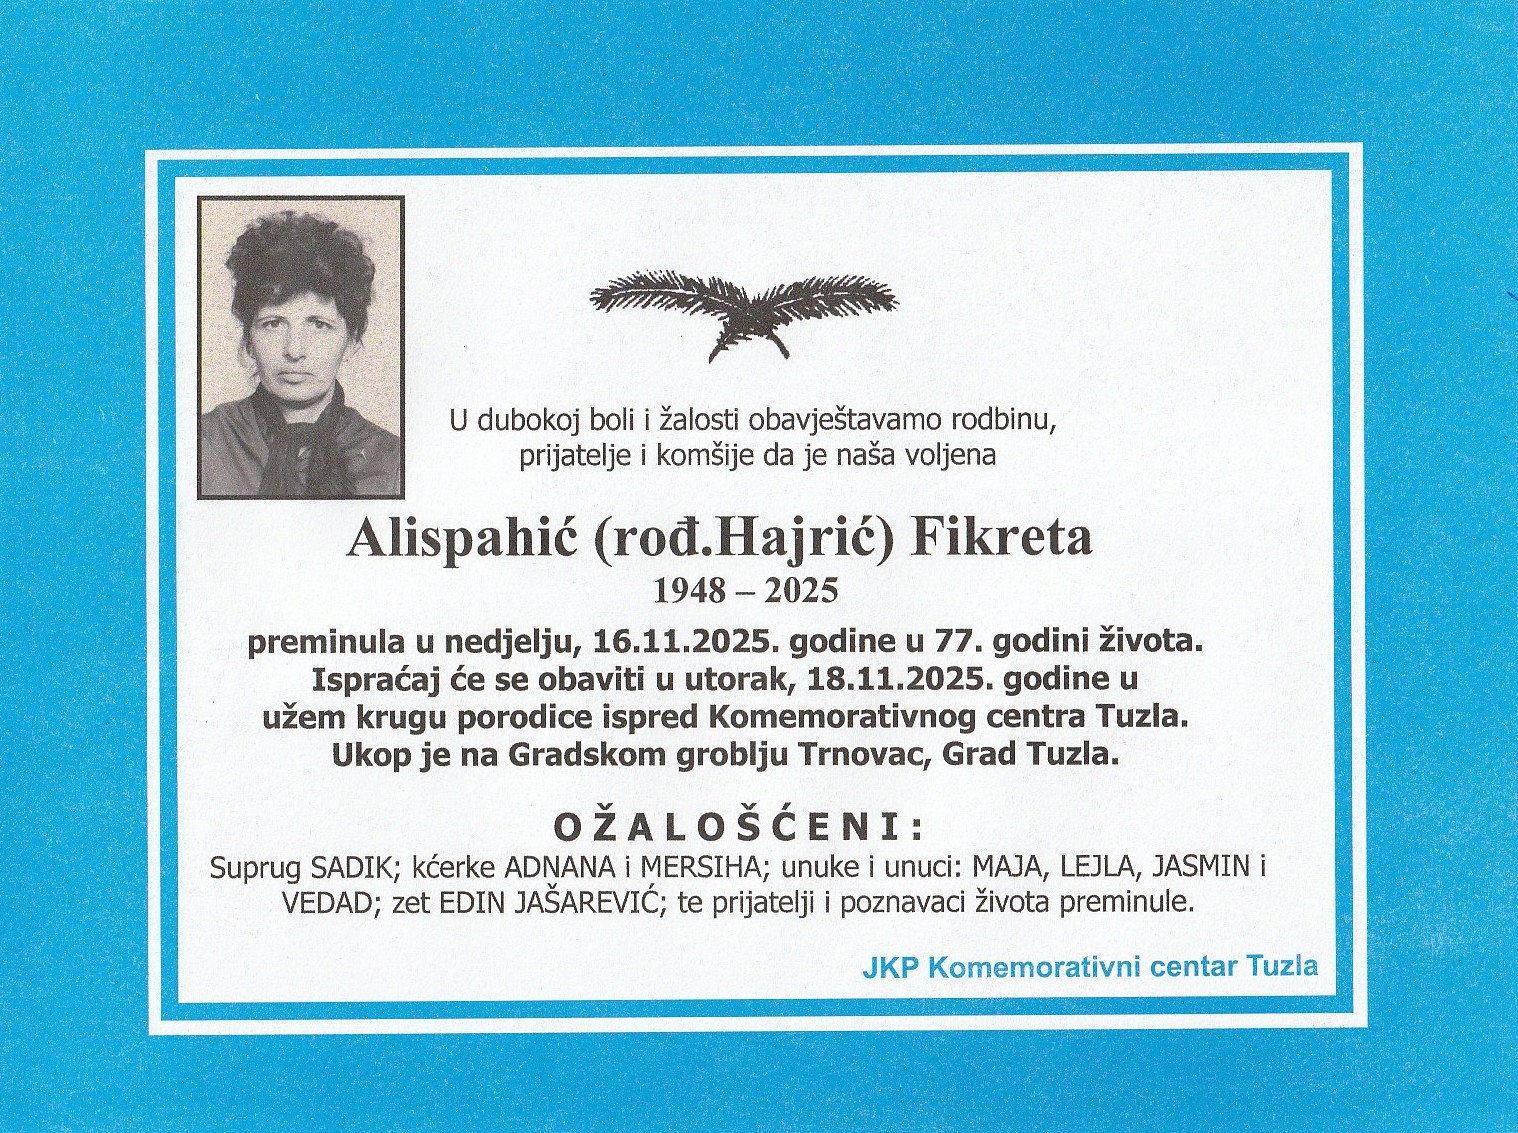 U dubokoj boli i žalosti obavještavamo rodbinu,
prijatelje i komšije da je naša voljena
Alispahić (rođ.Hajrić) Fikreta
1948 – 2025
preminula u nedjelju, 16.11.2025. godine u 77. godini života.
Ispraćaj će se obaviti u utorak, 18.11.2025. godine u
užem krugu porodice ispred Komemorativnog centra Tuzla.
Ukop je na Gradskom groblju Trnovac, Grad Tuzla.
OŽALOŠĆENI:
Suprug SADIK; kćerke ADNANA i MERSIHA; unuke i unuci: MAJA, LEJLA, JASMIN i
VEDAD; zet EDIN JAŠAREVIĆ; te prijatelji i poznavaci života preminule.
JKP Komemorativni centar Tuzla